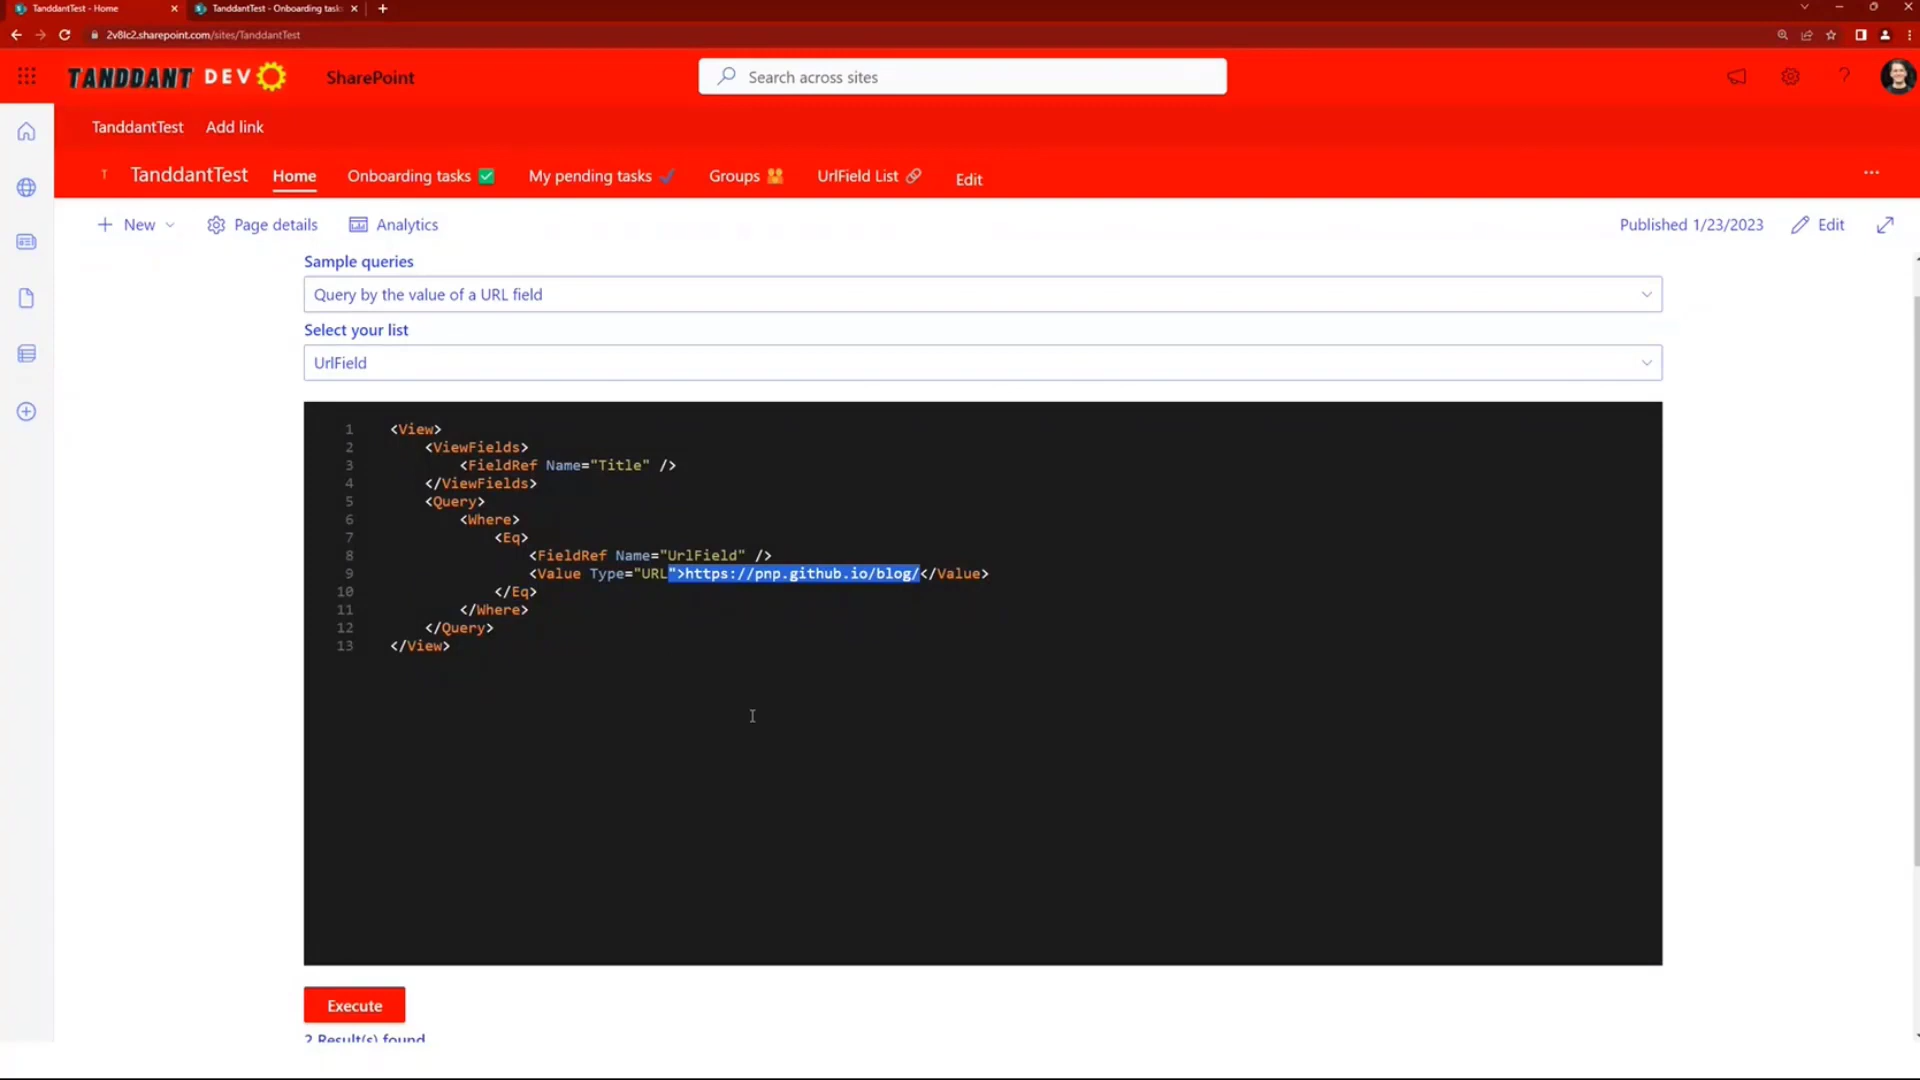 TanddantTest - Home
TanddantTest - Onboarding task
2v8lc2.sharepoint.com/sites/TanddantTest
TANDDANT DEV
SharePoint
Search across sites
TanddantTest
Add link
T
TanddantTest
Home
Onboarding tasks ✅
My pending tasks ✔
Groups
UrlField List 🔗
Edit
New
Page details
Analytics
Published 1/23/2023
Edit
Sample queries
Query by the value of a URL field
Select your list
UrlField
1 <View>
2 <ViewFields>
3 <FieldRef Name="Title" />
4 </ViewFields>
5 <Query>
6 <Where>
7 <Eq>
8 <FieldRef Name="UrlField" />
9 <Value Type="URL">https://pnp.github.io/blog/</Value>
10 </Eq>
11 </Where>
12 </Query>
13 </View>
Execute
2 Result(s) found